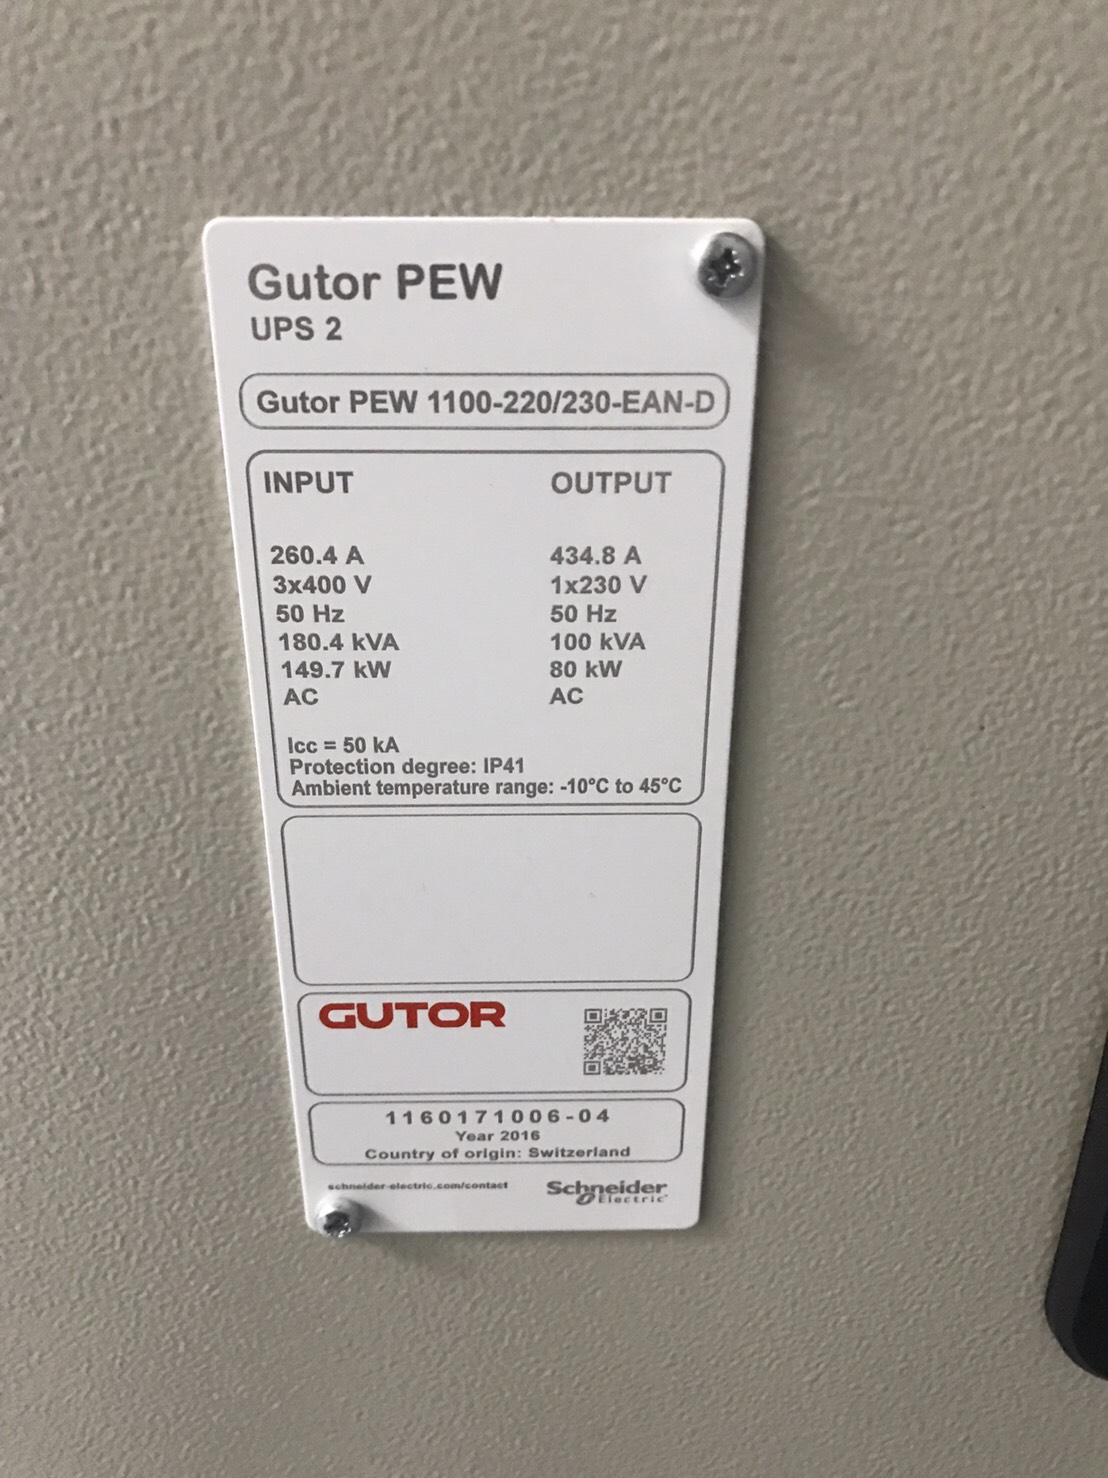 Gutor PEW
UPS 2
Gutor PEW 1100-220/230-EAN-D
INPUT OUTPUT
260.4 A 434.8 A
3x400 V 1x230 V
50 Hz 50 Hz
180.4 kVA 100 kVA
149.7 kW 80 kW
AC AC
Icc = 50 kA
Protection degree: IP41
Ambient temperature range: -10°C to 45°C
GUTOR
1160171006-04
Year 2016
Country of origin: Switzerland
schneider-electric.com/contact Schneider
Electric